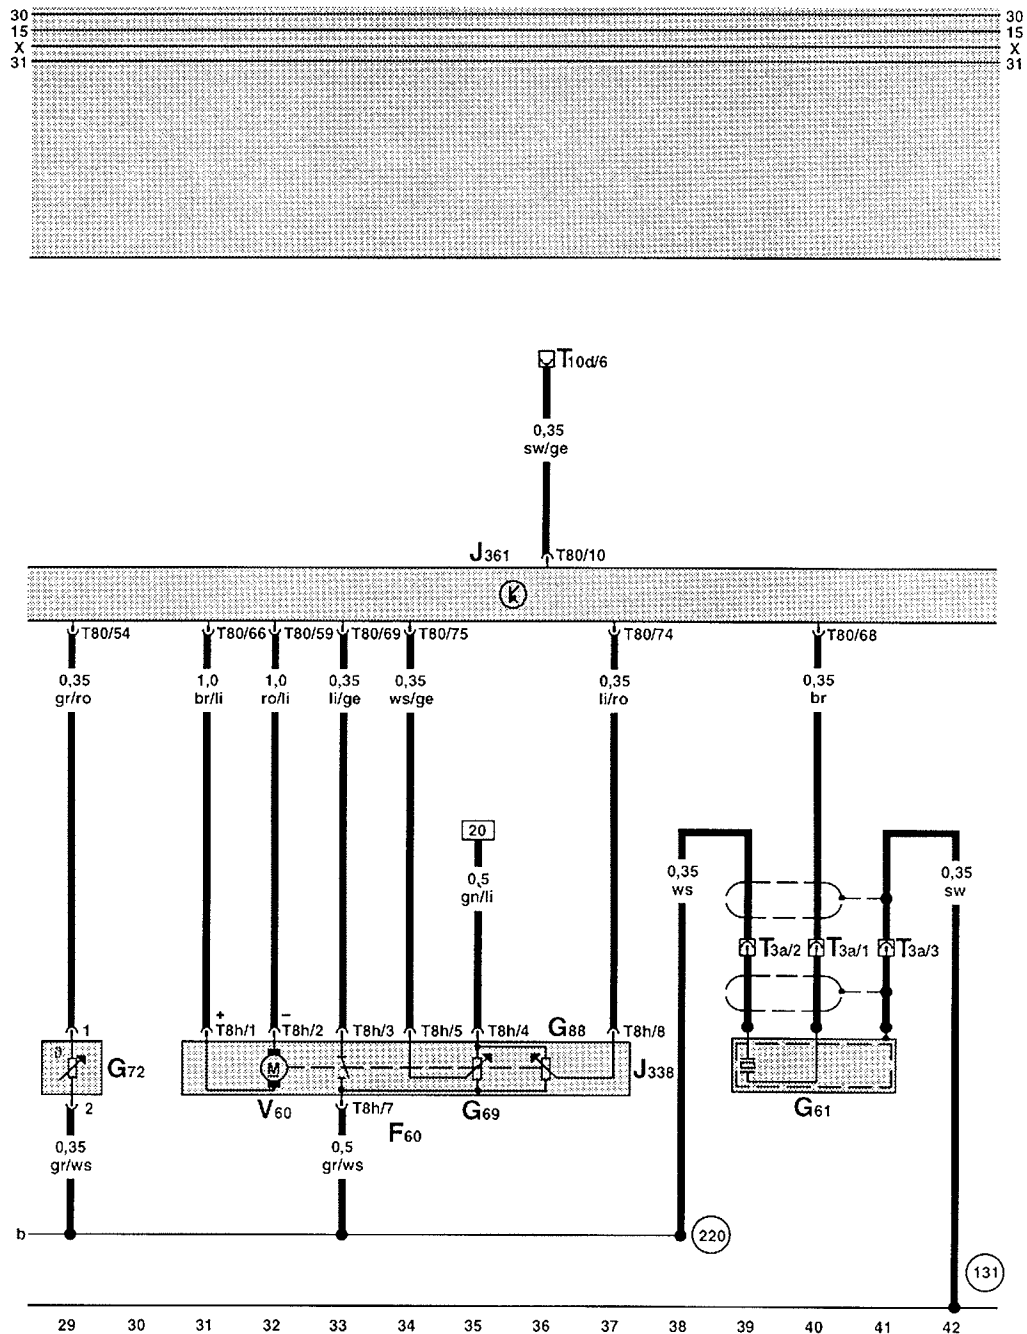 30 30
15 15
X X
31 31
T10d/6
0,35
sw/ge
J361 T80/10
K
T80/54 T80/66 T80/59 T80/69 T80/75 T80/74 T80/68
0,35 1,0 1,0 0,35 0,35 0,35 0,35
gr/ro br/li ro/li li/ge ws/ge li/ro br
20
0,5 0,35 0,35
gn/li ws sw
T3a/2 T3a/1 T3a/3
+ −
1 T8h/1 T8h/2 T8h/3 T8h/5 T8h/4 G88 T8h/8
ϑ G72 M J338
2 V60 T8h/7 G69 G61
F60
0,35 0,5
gr/ws gr/ws
b 220
131
29 30 31 32 33 34 35 36 37 38 39 40 41 42